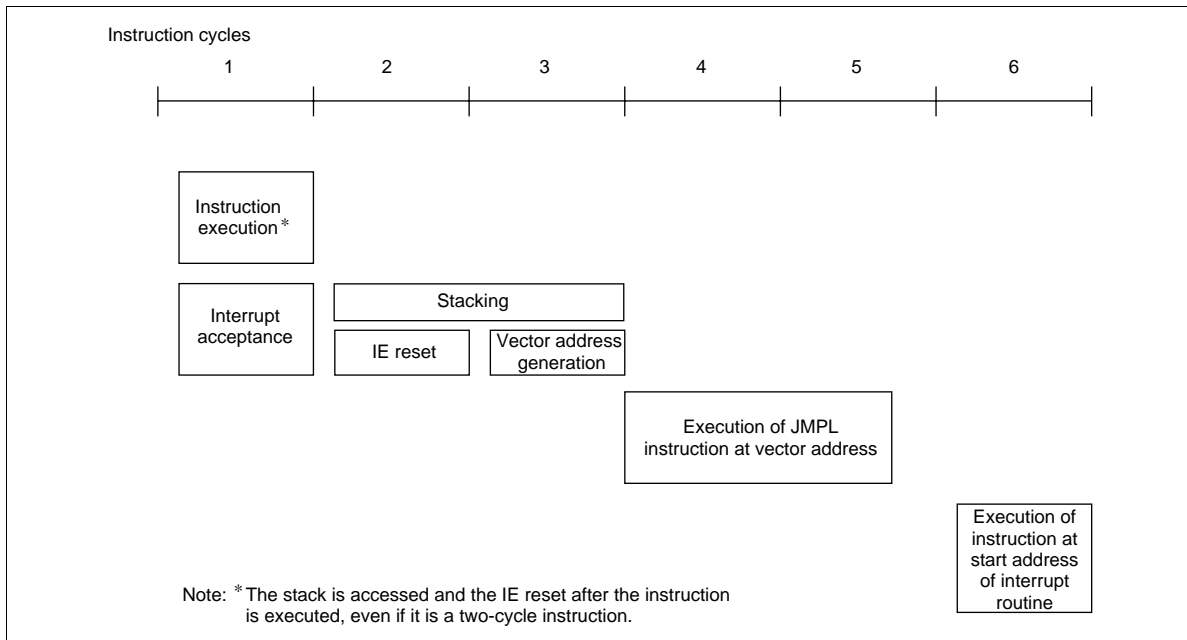 Instruction cycles
1 2 3 4 5 6
Instruction
execution*
Interrupt
acceptance
Stacking
IE reset
Vector address
generation
Execution of JMPL
instruction at vector address
Execution of
instruction at
start address
of interrupt
routine
Note: * The stack is accessed and the IE reset after the instruction
is executed, even if it is a two-cycle instruction.